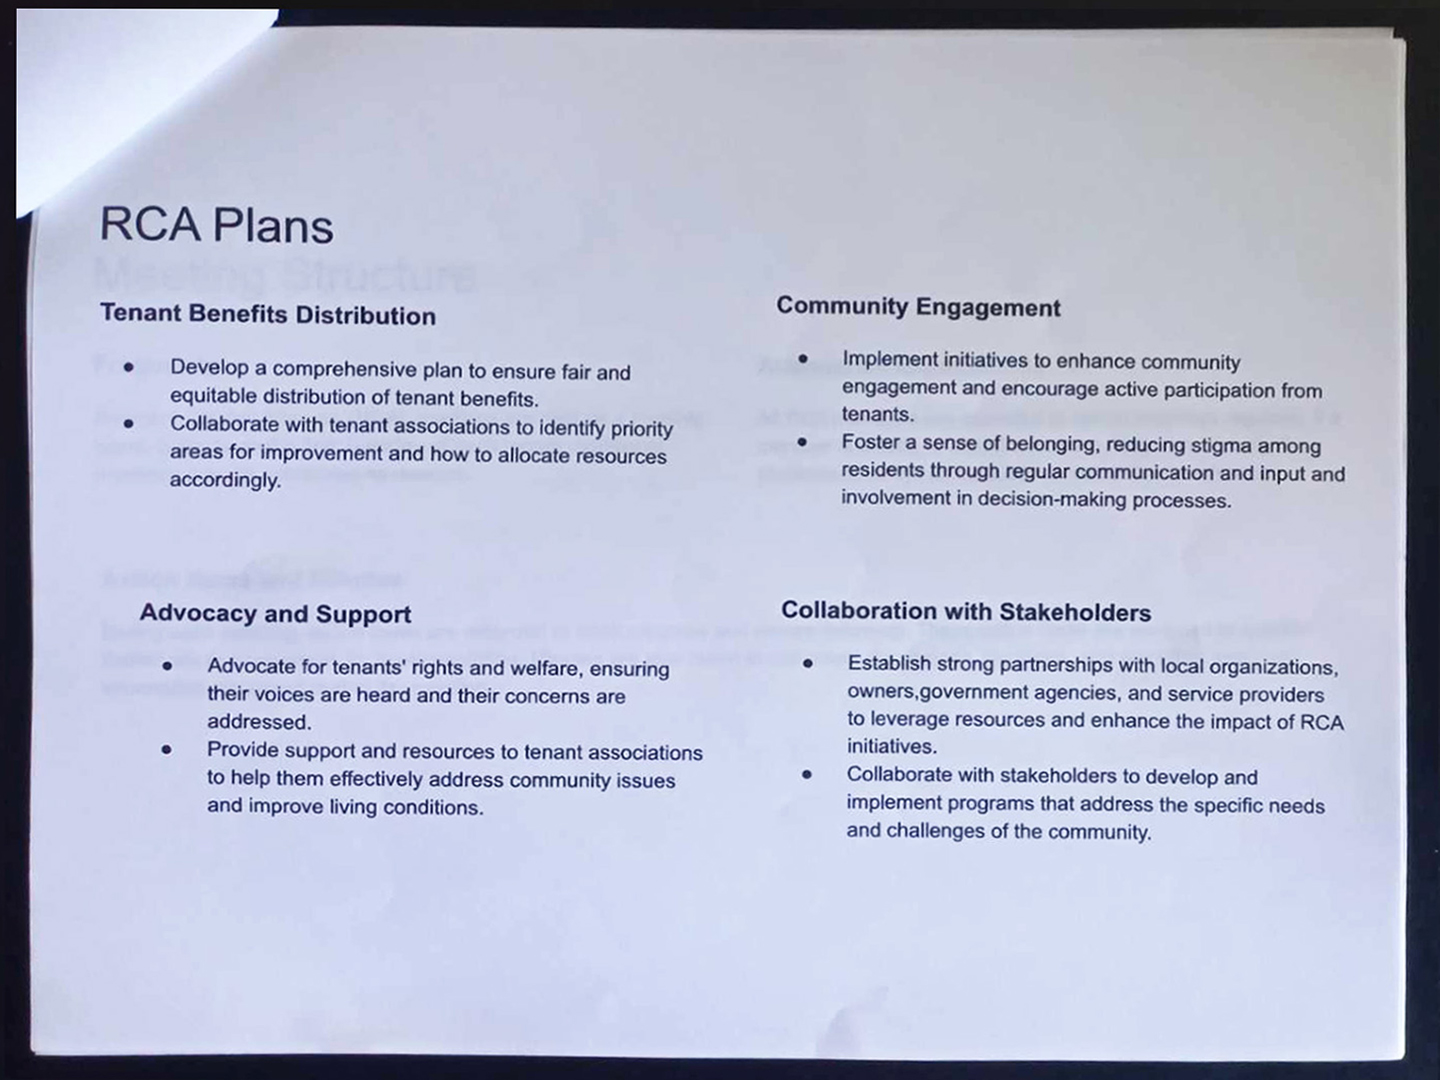 RCA Plans
Meeting Structure
Tenant Benefits Distribution
• Develop a comprehensive plan to ensure fair and
equitable distribution of tenant benefits.
• Collaborate with tenant associations to identify priority
areas for improvement and how to allocate resources
accordingly.
Community Engagement
• Implement initiatives to enhance community
engagement and encourage active participation from
tenants.
• Foster a sense of belonging, reducing stigma among
residents through regular communication and input and
involvement in decision-making processes.
Advocacy and Support
• Advocate for tenants' rights and welfare, ensuring
their voices are heard and their concerns are
addressed.
• Provide support and resources to tenant associations
to help them effectively address community issues
and improve living conditions.
Collaboration with Stakeholders
• Establish strong partnerships with local organizations,
owners,government agencies, and service providers
to leverage resources and enhance the impact of RCA
initiatives.
• Collaborate with stakeholders to develop and
implement programs that address the specific needs
and challenges of the community.